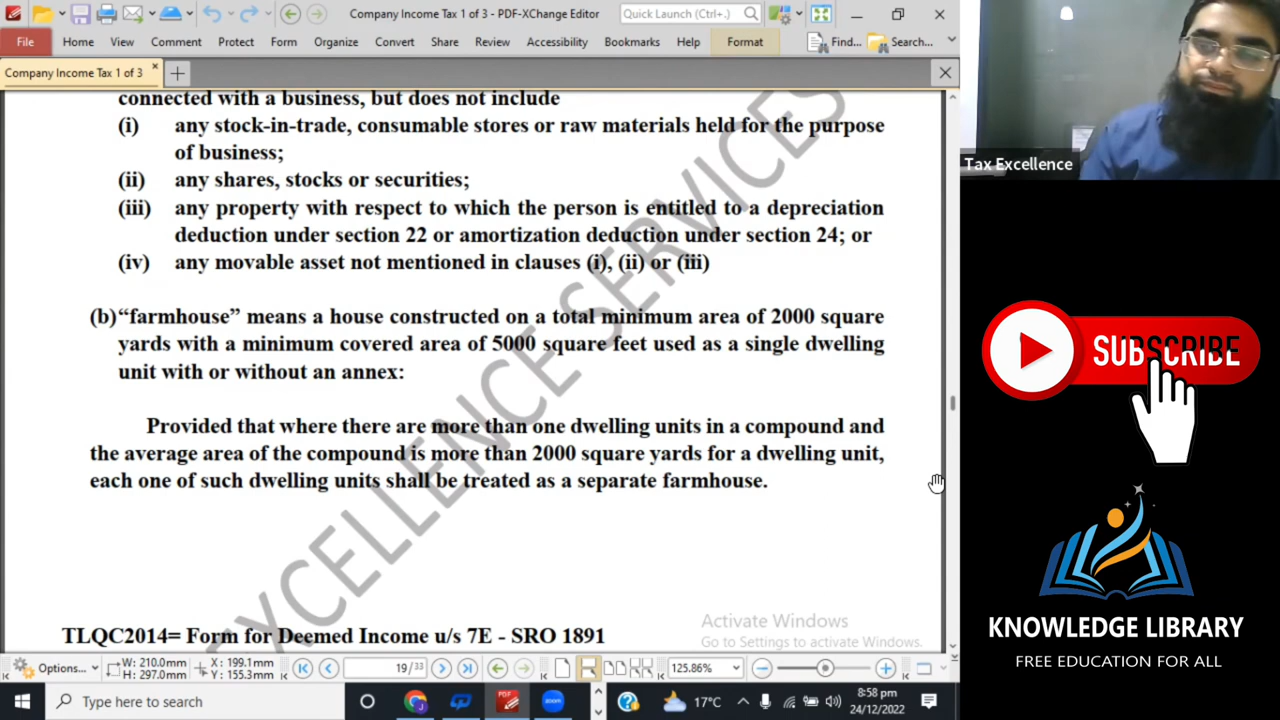 Company Income Tax 1 of 3 - PDF-XChange Editor
Quick Launch (Ctrl+.)
File Home View Comment Protect Form Organize Convert Share Review Accessibility Bookmarks Help Format Find... Search...
Company Income Tax 1 of 3
connected with a business, but does not include
(i) any stock-in-trade, consumable stores or raw materials held for the purpose
of business;
(ii) any shares, stocks or securities;
(iii) any property with respect to which the person is entitled to a depreciation
deduction under section 22 or amortization deduction under section 24; or
(iv) any movable asset not mentioned in clauses (i), (ii) or (iii)
(b) “farmhouse” means a house constructed on a total minimum area of 2000 square
yards with a minimum covered area of 5000 square feet used as a single dwelling
unit with or without an annex:
Provided that where there are more than one dwelling units in a compound and
the average area of the compound is more than 2000 square yards for a dwelling unit,
each one of such dwelling units shall be treated as a separate farmhouse.
TLQC2014= Form for Deemed Income u/s 7E - SRO 1891
EXCELLENCE SERVICES
Activate Windows
Go to Settings to activate Windows.
Options...
W: 210.0mm
H: 297.0mm
X: 199.1mm
Y: 155.3mm
19 / 33
125.86%
Type here to search
17°C
8:58 pm
24/12/2022
Tax Excellence
SUBSCRIBE
KNOWLEDGE LIBRARY
FREE EDUCATION FOR ALL
PDF
zoom